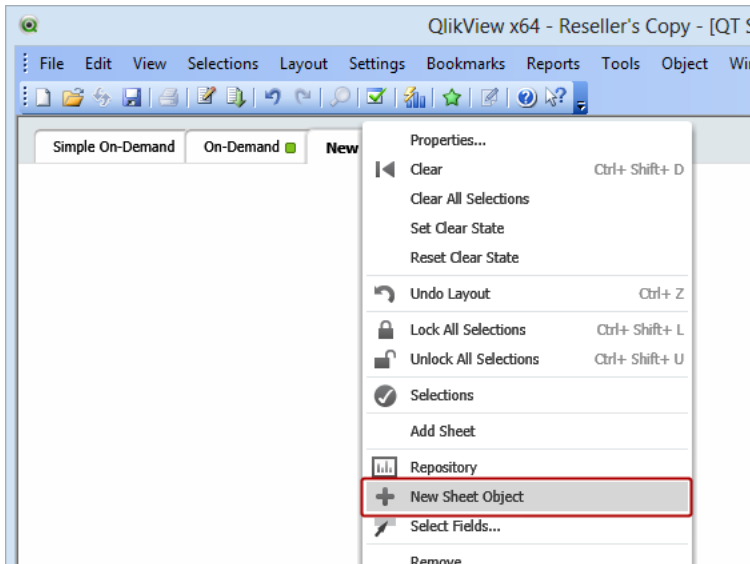 QlikView x64 - Reseller's Copy - [QT S
File Edit View Selections Layout Settings Bookmarks Reports Tools Object Wi
Simple On-Demand On-Demand New
Properties...
Clear Ctrl+ Shift+ D
Clear All Selections
Set Clear State
Reset Clear State
Undo Layout Ctrl+ Z
Lock All Selections Ctrl+ Shift+ L
Unlock All Selections Ctrl+ Shift+ U
Selections
Add Sheet
Repository
New Sheet Object
Select Fields...
Remove